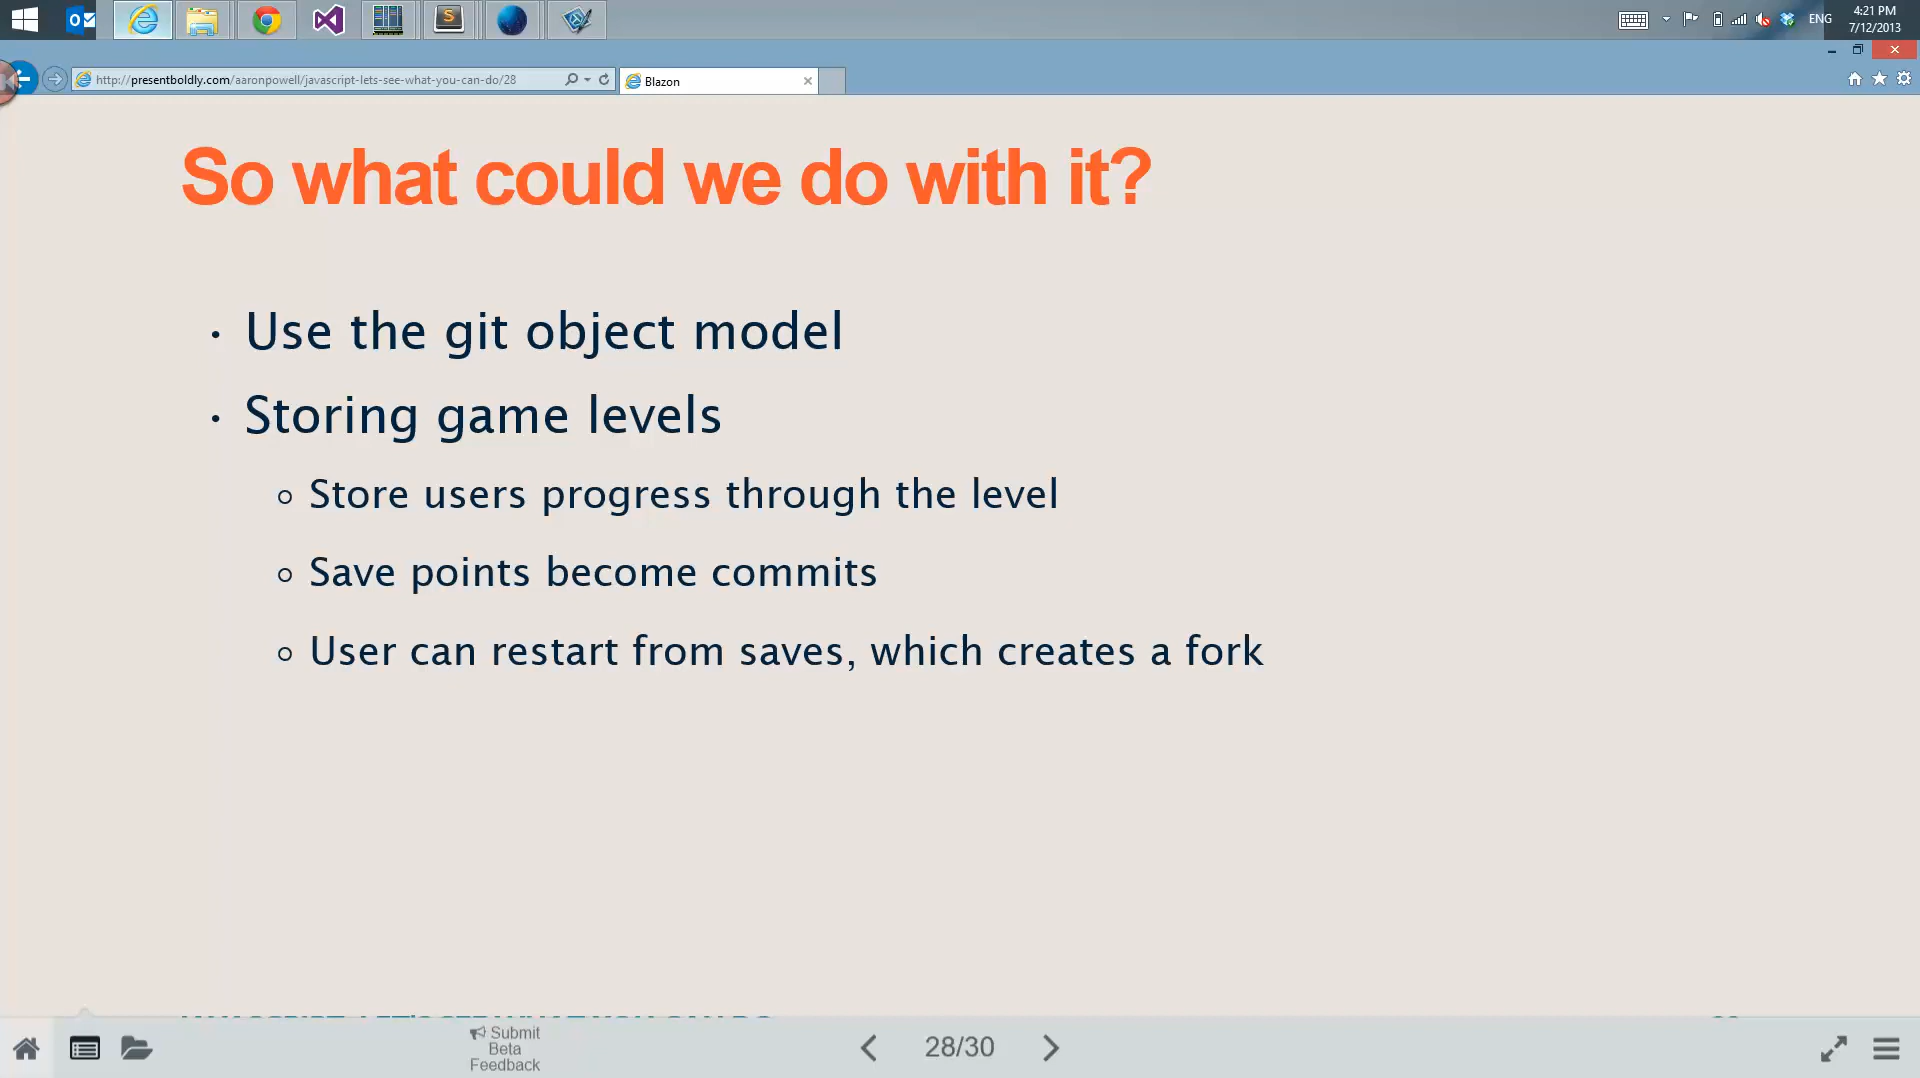 4:21 PM
ENG
7/12/2013
http://presentboldly.com/aaronpowell/javascript-lets-see-what-you-can-do/28
Blazon
So what could we do with it?
• Use the git object model
• Storing game levels
○ Store users progress through the level
○ Save points become commits
○ User can restart from saves, which creates a fork
Submit
Beta
Feedback
28/30